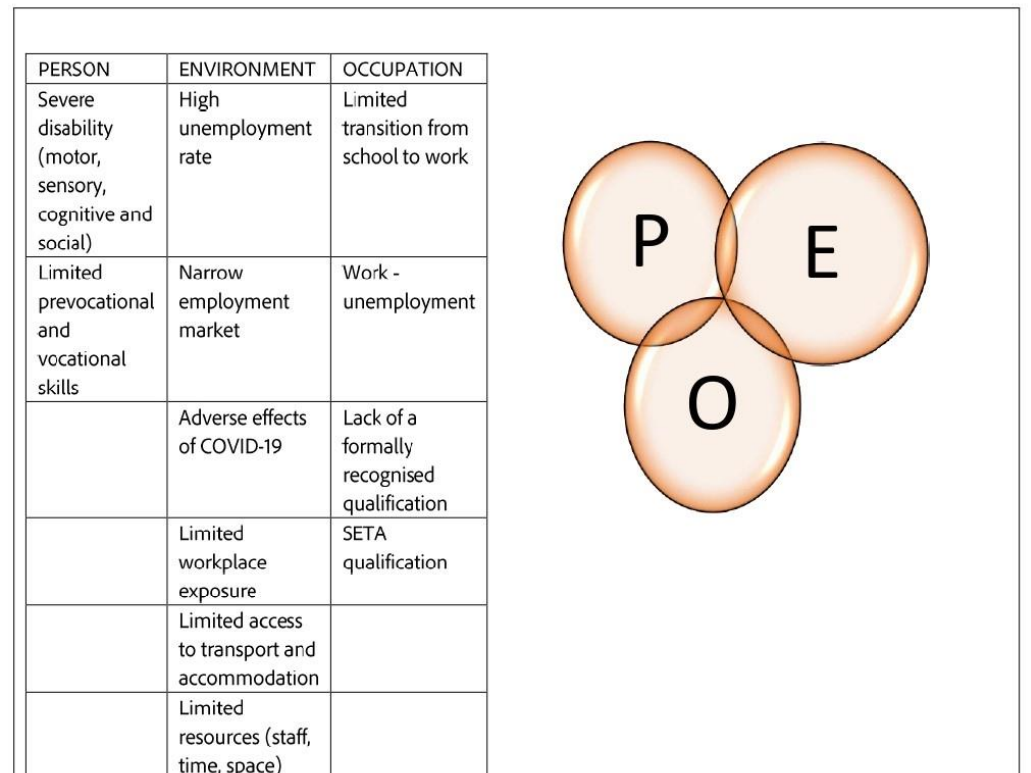 PERSON ENVIRONMENT OCCUPATION
Severe
disability
(motor,
sensory,
cognitive and
social)
High
unemployment
rate
Limited
transition from
school to work
Limited
prevocational
and
vocational
skills
Narrow
employment
market
Work -
unemployment
Adverse effects
of COVID-19
Lack of a
formally
recognised
qualification
Limited
workplace
exposure
SETA
qualification
Limited access
to transport and
accommodation
Limited
resources (staff,
time, space)
P
E
O